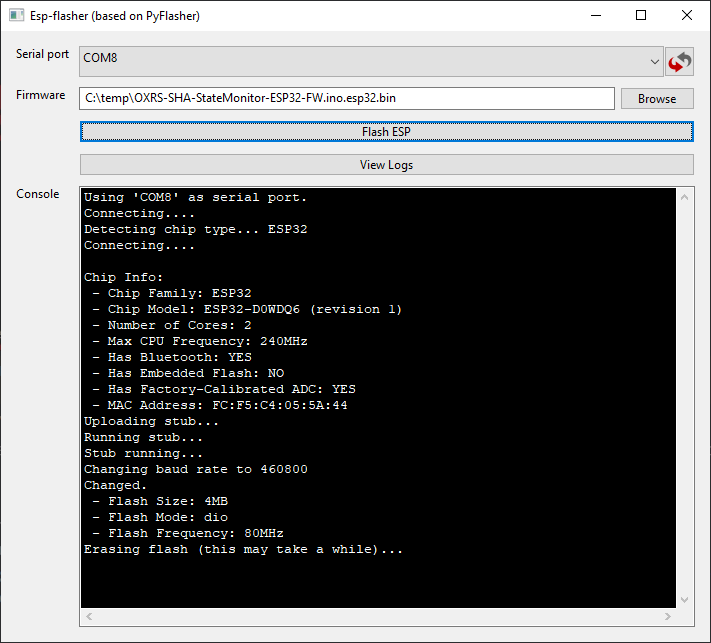 Esp-flasher (based on PyFlasher)
Serial port
COM8
Firmware
C:\temp\OXRS-SHA-StateMonitor-ESP32-FW.ino.esp32.bin
Browse
Flash ESP
View Logs
Console
Using 'COM8' as serial port.
Connecting....
Detecting chip type... ESP32
Connecting....
Chip Info:
- Chip Family: ESP32
- Chip Model: ESP32-D0WDQ6 (revision 1)
- Number of Cores: 2
- Max CPU Frequency: 240MHz
- Has Bluetooth: YES
- Has Embedded Flash: NO
- Has Factory-Calibrated ADC: YES
- MAC Address: FC:F5:C4:05:5A:44
Uploading stub...
Running stub...
Stub running...
Changing baud rate to 460800
Changed.
- Flash Size: 4MB
- Flash Mode: dio
- Flash Frequency: 80MHz
Erasing flash (this may take a while)...